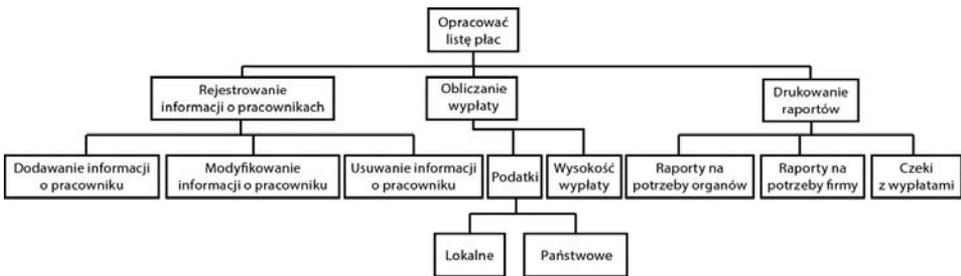 Opracować
listę płac
Rejestrowanie
informacji o pracownikach
Obliczanie
wypłaty
Drukowanie
raportów
Dodawanie informacji
o pracowniku
Modyfikowanie
informacji o pracowniku
Usuwanie informacji
o pracowniku
Podatki
Wysokość
wypłaty
Raporty na
potrzeby organów
Raporty na
potrzeby firmy
Czeki
z wypłatami
Lokalne
Państwowe